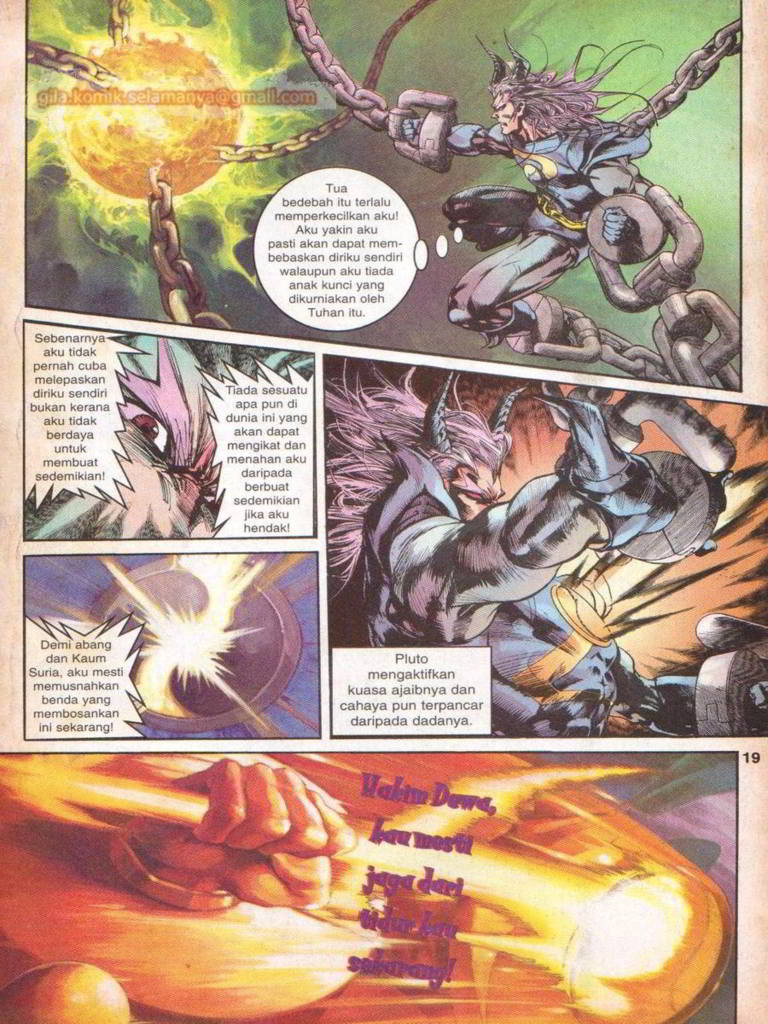 gila.komik.selamanya@gmail.com
Tua
bedebah itu terlalu
memperkecilkan aku!
Aku yakin aku
pasti akan dapat mem-
bebaskan diriku sendiri
walaupun aku tiada
anak kunci yang
dikurniakan oleh
Tuhan itu.
Sebenarnya
aku tidak
pernah cuba
melepaskan
diriku sendiri
bukan kerana
aku tidak
berdaya
untuk
membuat
sedemikian!
Tiada sesuatu
apa pun di
dunia ini yang
akan dapat
mengikat dan
menahan aku
daripada
berbuat
sedemikian
jika aku
hendak!
Demi abang
dan Kaum
Suria, aku mesti
memusnahkan
benda yang
membosankan
ini sekarang!
Pluto
mengaktifkan
kuasa ajaibnya dan
cahaya pun terpancar
daripada dadanya.
19
Hakim Dewa,
kau mesti
jaga dari
tidur kau
sekarang!